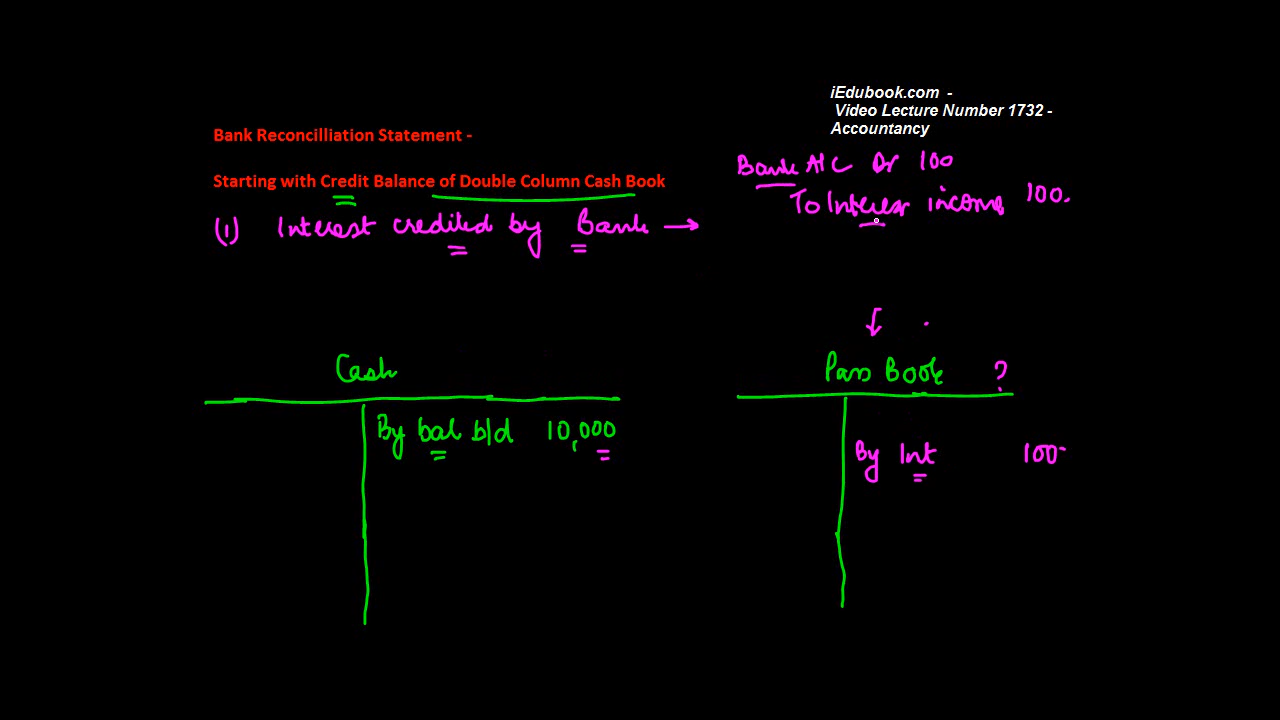 iEdubook.com -
Video Lecture Number 1732 -
Accountancy
Bank Reconcilliation Statement -
Starting with Credit Balance of Double Column Cash Book
Bank A/C Dr 100
To Interest income 100.
(1) Interest credited by Bank →
Cash
By bal b/d 10,000
Pass Book ?
By Int 100